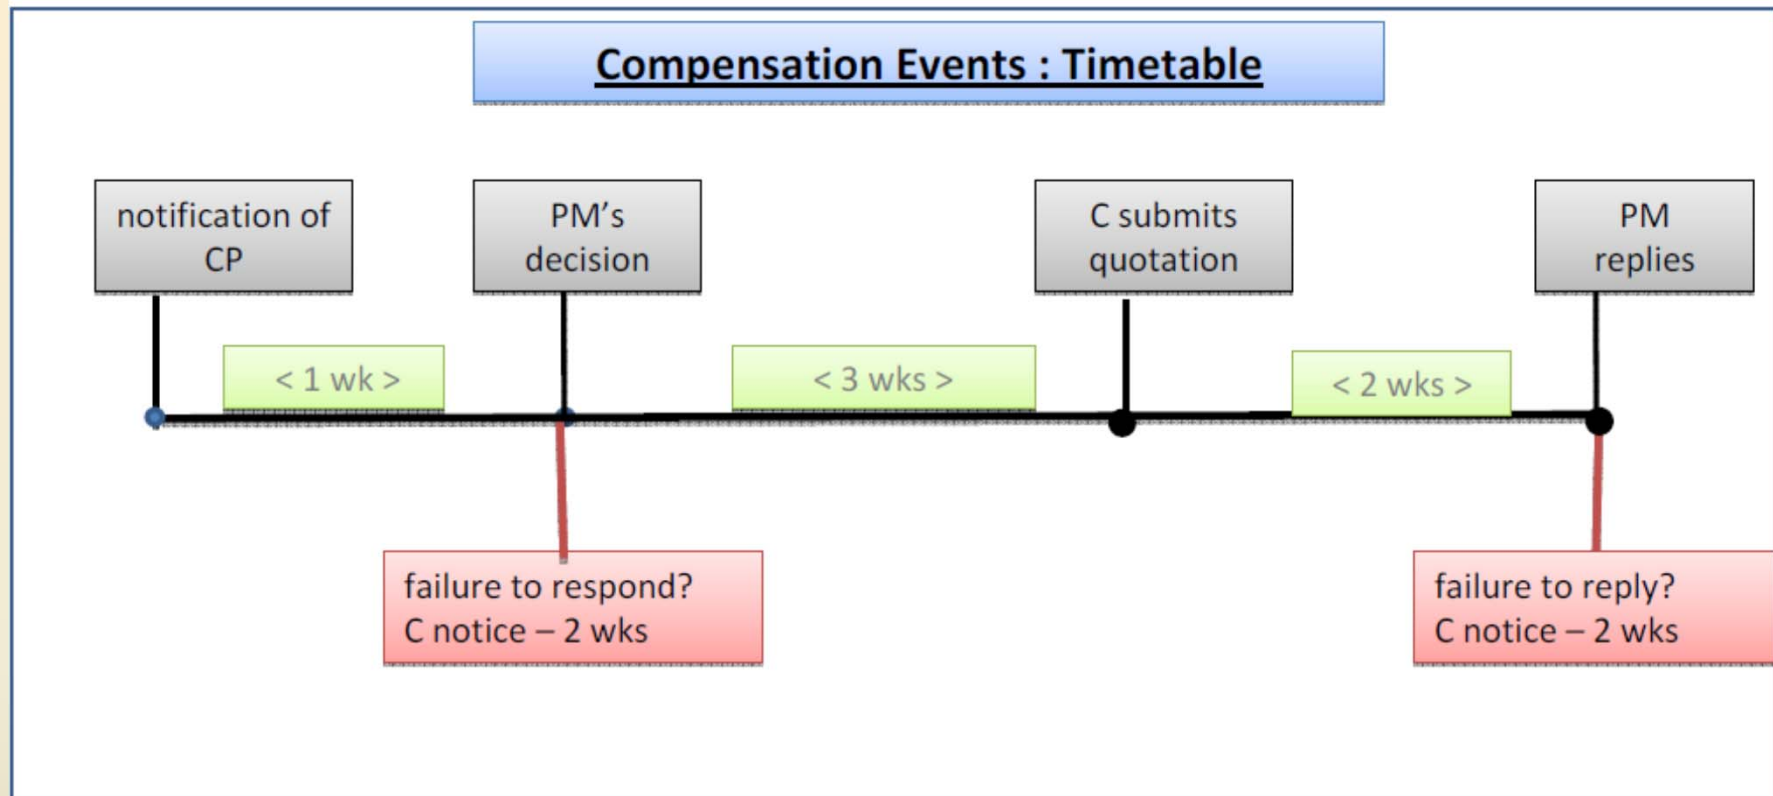 Compensation Events : Timetable
notification of
CP
PM’s
decision
C submits
quotation
PM
replies
< 1 wk >
< 3 wks >
< 2 wks >
failure to respond?
C notice – 2 wks
failure to reply?
C notice – 2 wks